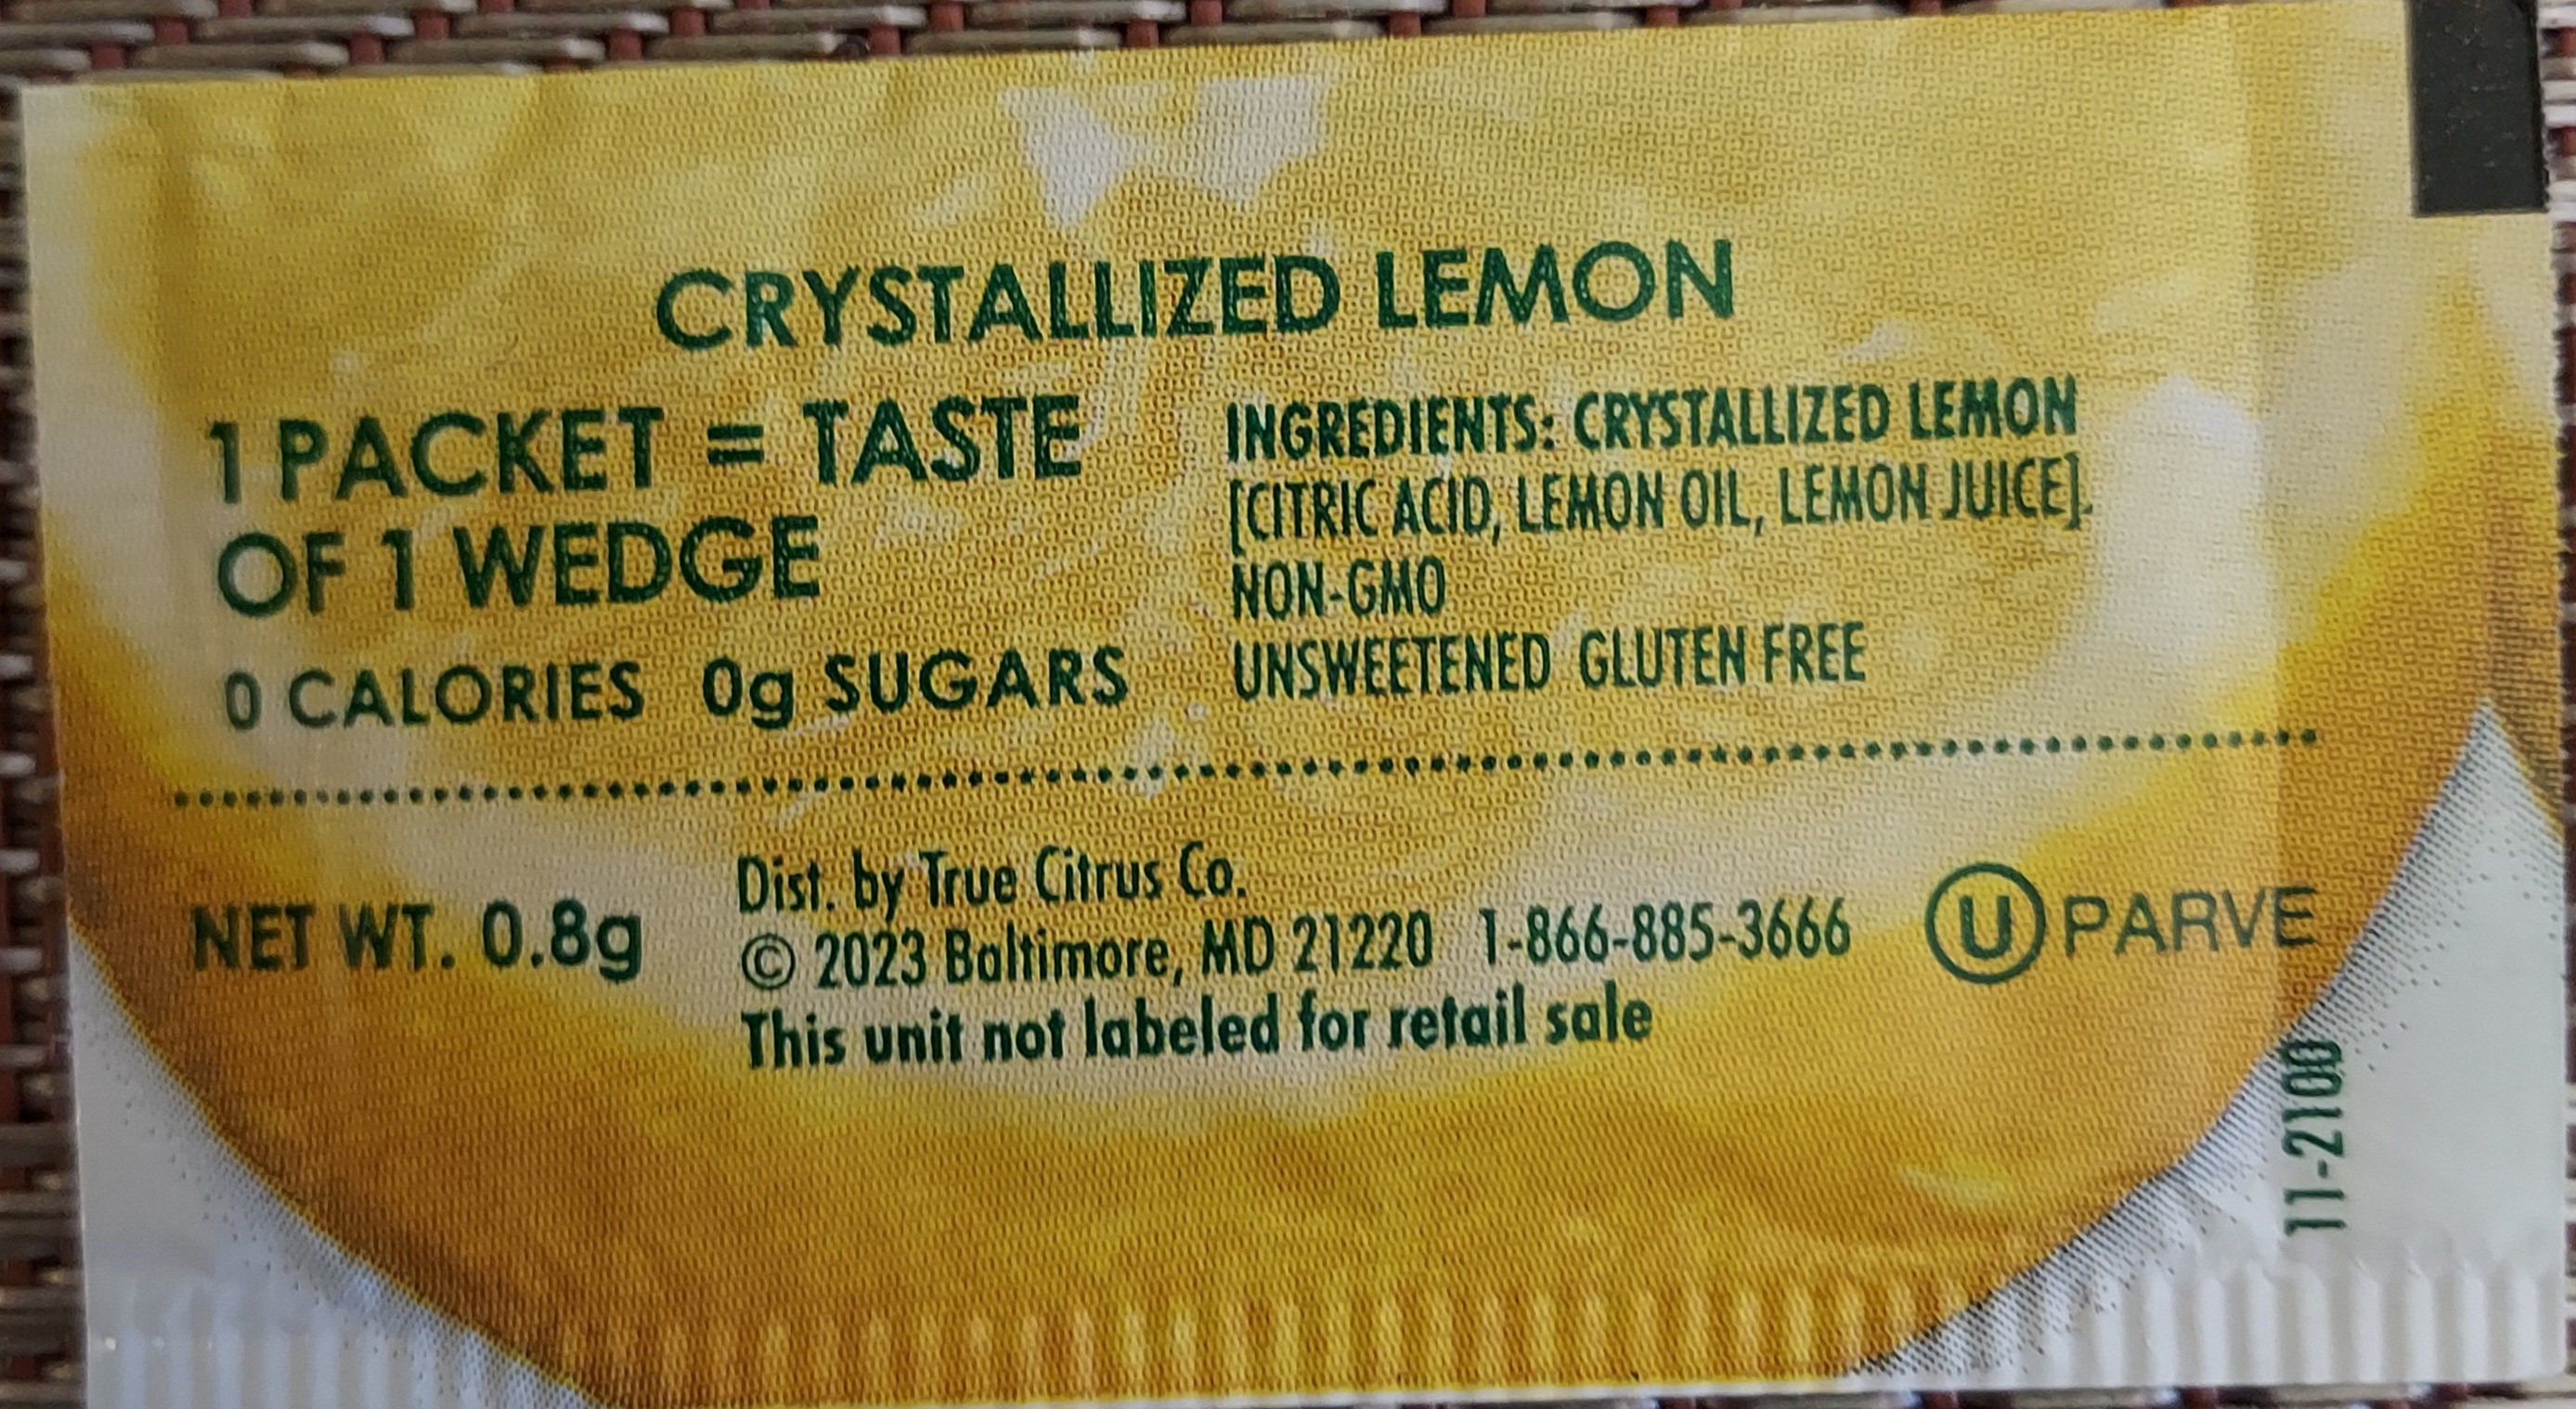 CRYSTALLIZED LEMON
1 PACKET = TASTE
OF 1 WEDGE
0 CALORIES 0g SUGARS
INGREDIENTS: CRYSTALLIZED LEMON
[CITRIC ACID, LEMON OIL, LEMON JUICE].
NON-GMO
UNSWEETENED GLUTEN FREE
NET WT. 0.8g
Dist. by True Citrus Co.
© 2023 Baltimore, MD 21220 1-866-885-3666
This unit not labeled for retail sale
U PARVE
11-2100